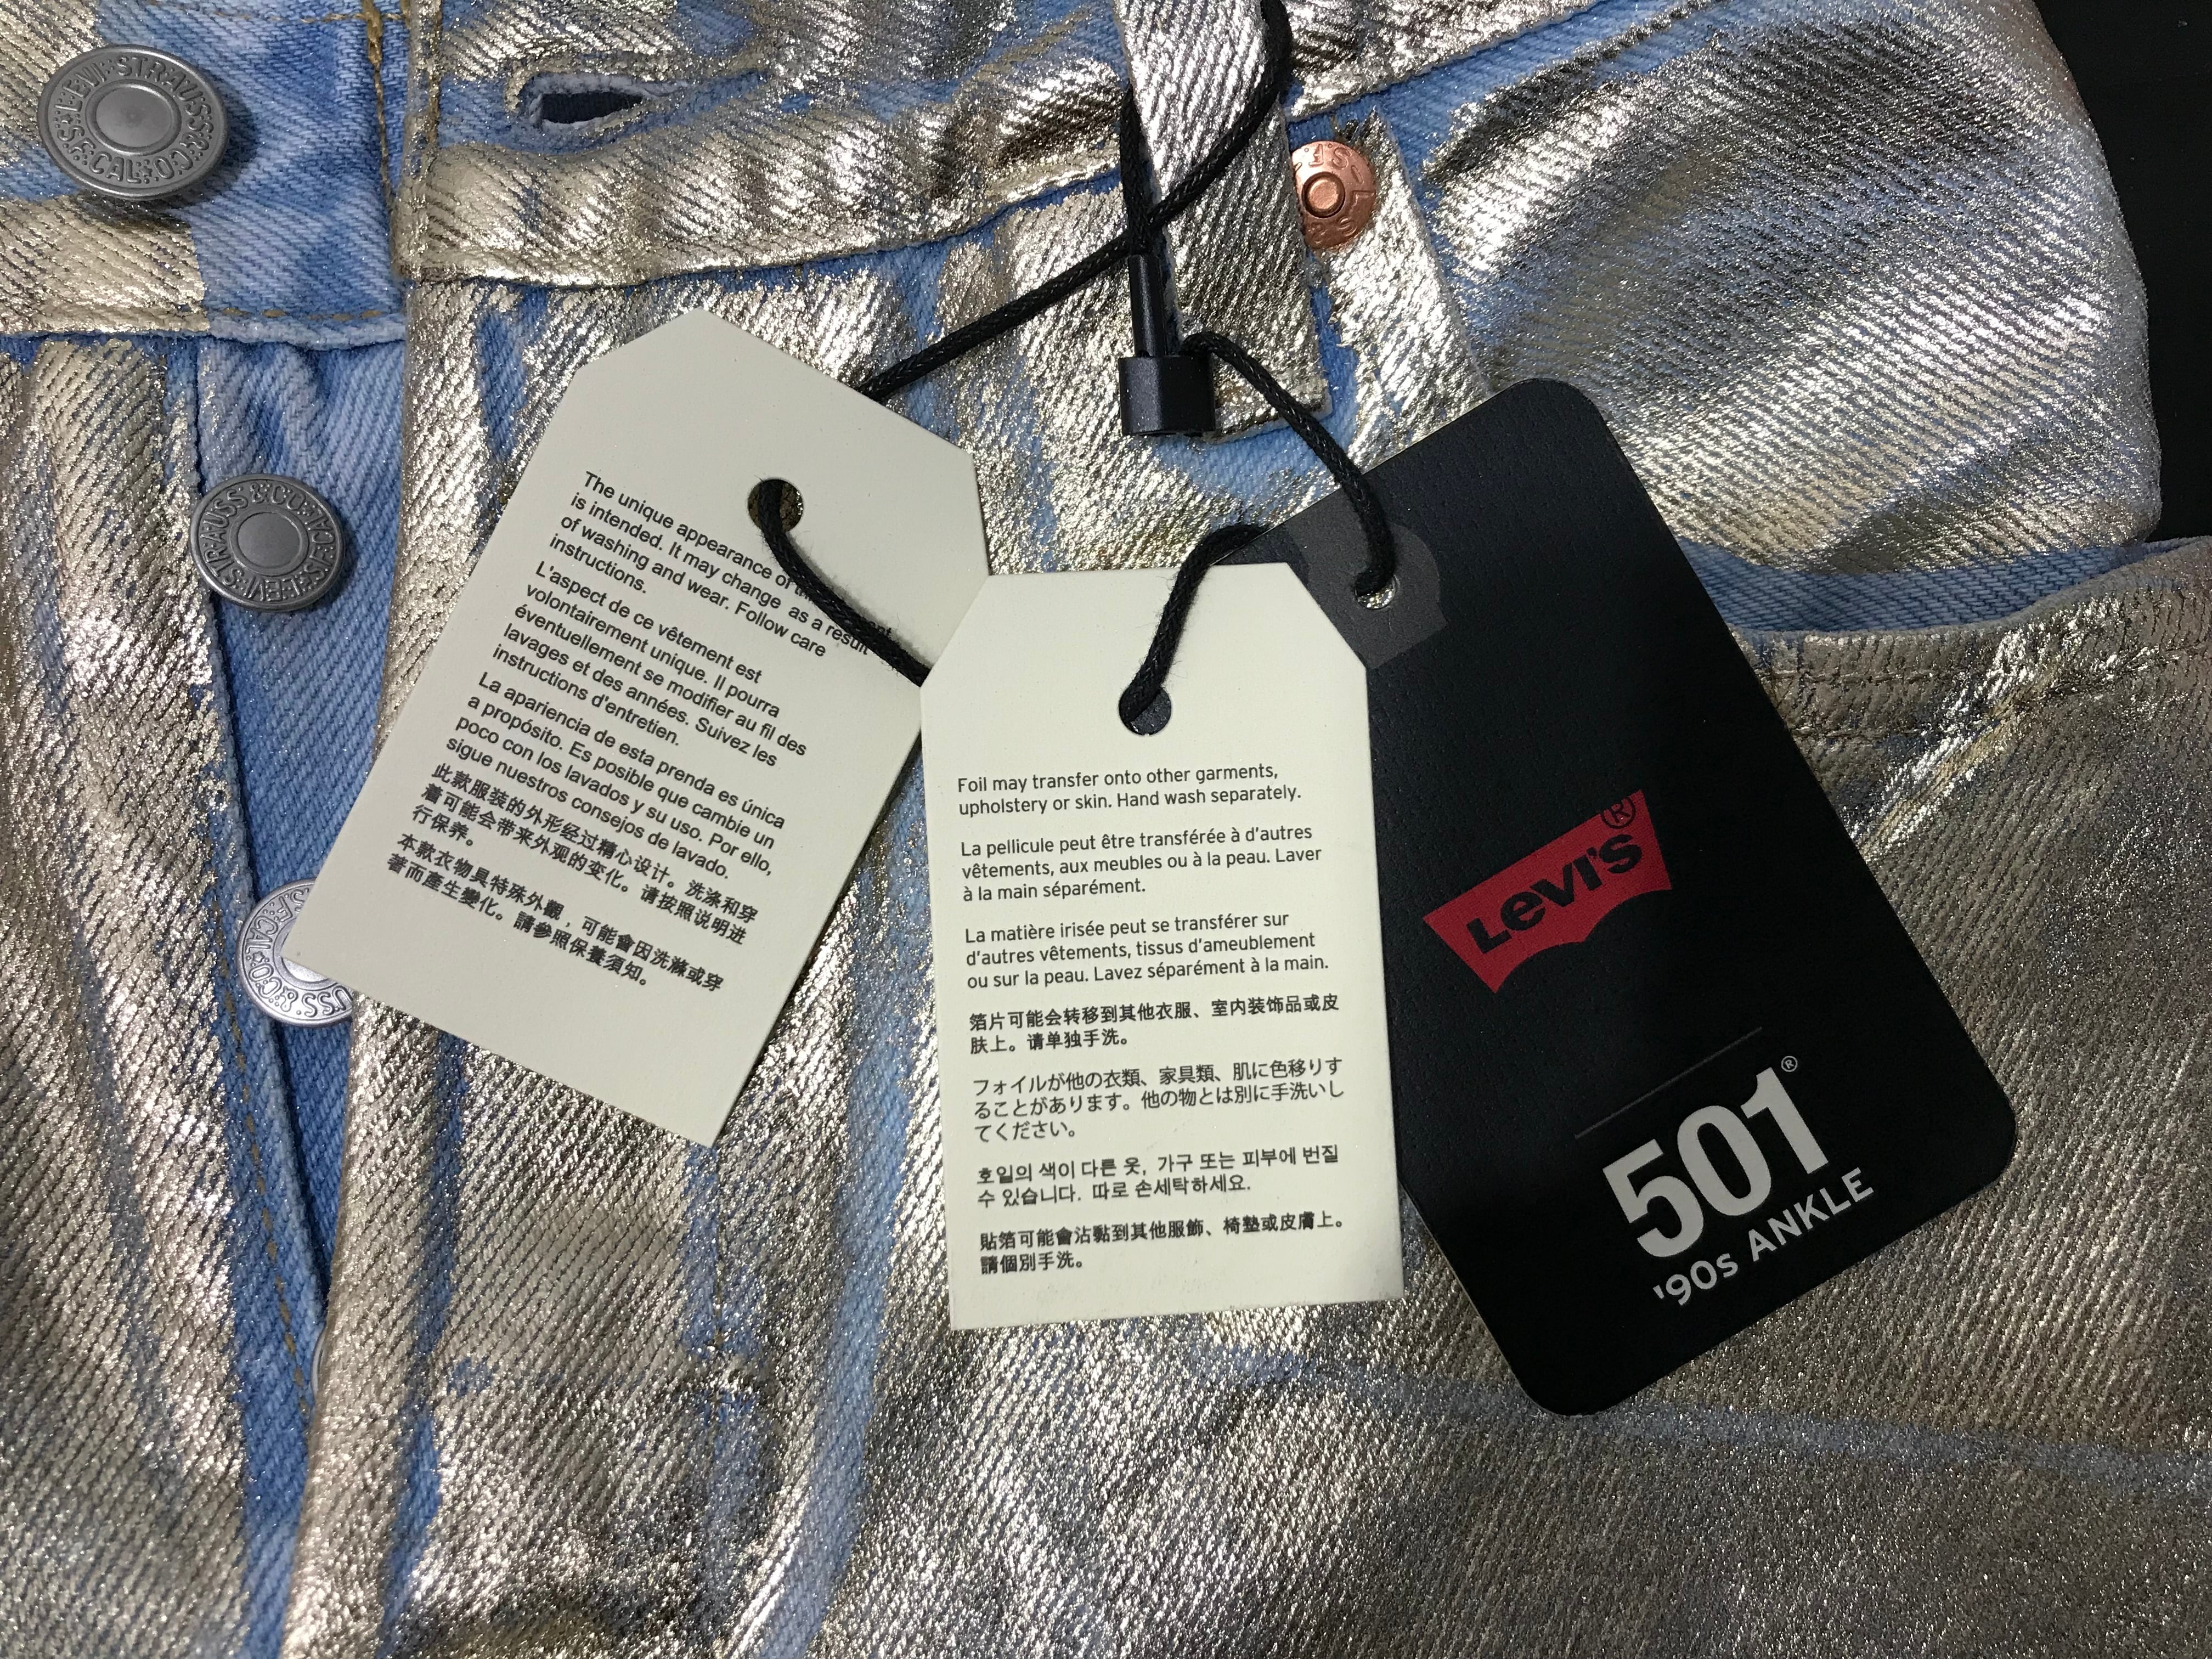 LEVI STRAUSS & CO. S.F. CAL.
The unique appearance of
is intended. It may change as a result
of washing and wear. Follow care
instructions.
L'aspect de ce vêtement est
volontairement unique. Il pourra
éventuellement se modifier au fil des
lavages et des années. Suivez les
instructions d'entretien.
La apariencia de esta prenda es única
a propósito. Es posible que cambie un
poco con los lavados y su uso. Por ello,
sigue nuestros consejos de lavado.
此款服装的外形经过精心设计。洗涤和穿
着可能会带来外观的变化。请按照说明进
行保养。
本款衣物具特殊外觀，可能會因洗滌或穿
著而產生變化。請參照保養須知。
Foil may transfer onto other garments,
upholstery or skin. Hand wash separately.
La pellicule peut être transférée à d'autres
vêtements, aux meubles ou à la peau. Laver
à la main séparément.
La matière irisée peut se transférer sur
d'autres vêtements, tissus d'ameublement
ou sur la peau. Lavez séparément à la main.
箔片可能会转移到其他衣服、室内装饰品或皮
肤上。请单独手洗。
フォイルが他の衣類、家具類、肌に色移りす
ることがあります。他の物とは別に手洗いし
てください。
호일의 색이 다른 옷, 가구 또는 피부에 번질
수 있습니다. 따로 손세탁하세요.
貼箔可能會沾黏到其他服飾、椅墊或皮膚上。
請個別手洗。
Levi's®
501®
'90s ANKLE